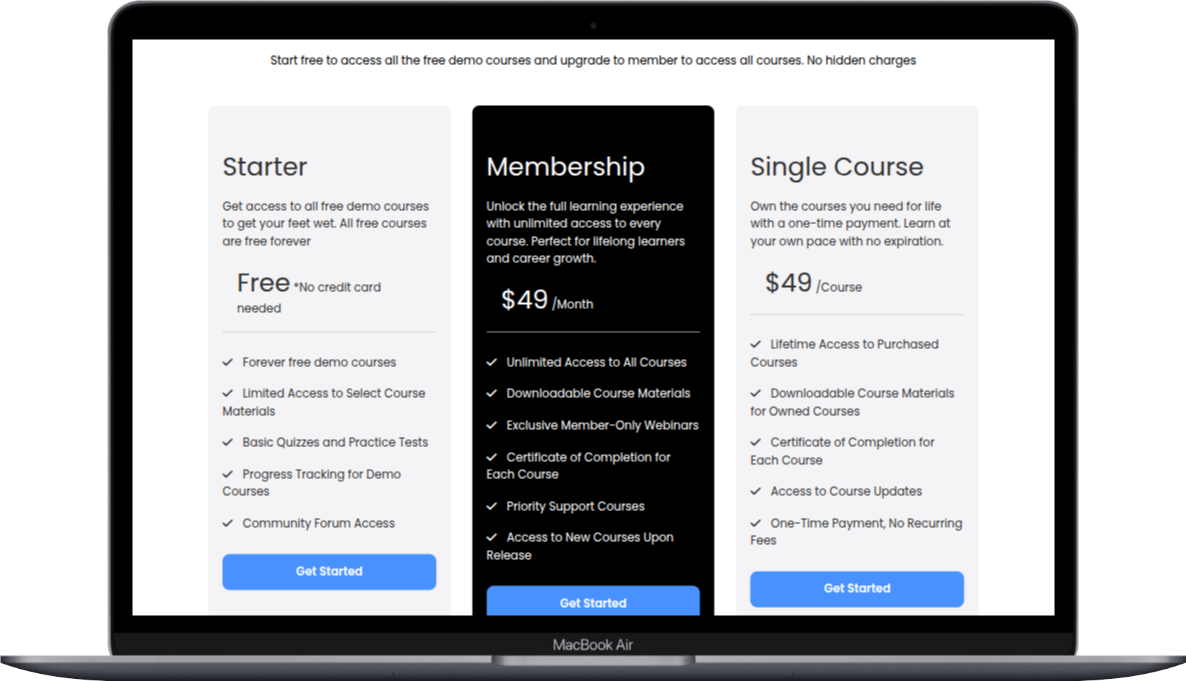 Start free to access all the free demo courses and upgrade to member to access all courses. No hidden charges
Starter
Get access to all free demo courses
to get your feet wet. All free courses
are free forever
Free *No credit card
needed
Forever free demo courses
Limited Access to Select Course
Materials
Basic Quizzes and Practice Tests
Progress Tracking for Demo
Courses
Community Forum Access
Get Started
Membership
Unlock the full learning experience
with unlimited access to every
course. Perfect for lifelong learners
and career growth.
$49 /Month
Unlimited Access to All Courses
Downloadable Course Materials
Exclusive Member-Only Webinars
Certificate of Completion for
Each Course
Priority Support Courses
Access to New Courses Upon
Release
Get Started
Single Course
Own the courses you need for life
with a one-time payment. Learn at
your own pace with no expiration.
$49 /Course
Lifetime Access to Purchased
Courses
Downloadable Course Materials
for Owned Courses
Certificate of Completion for
Each Course
Access to Course Updates
One-Time Payment, No Recurring
Fees
Get Started
MacBook Air